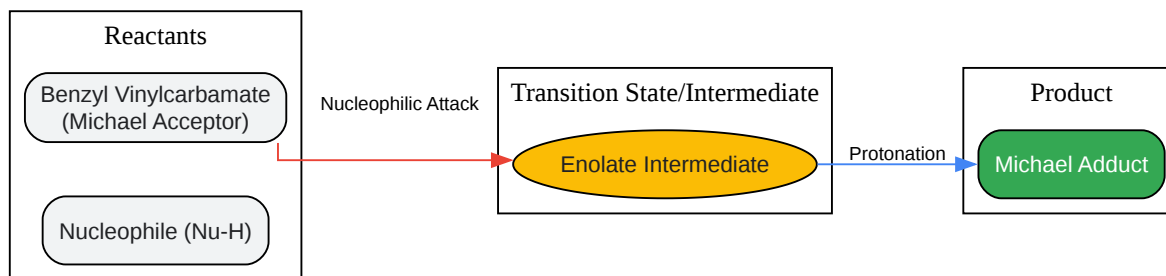 Reactants
Benzyl Vinylcarbamate
(Michael Acceptor)
Nucleophile (Nu-H)
Nucleophilic Attack
Transition State/Intermediate
Enolate Intermediate
Protonation
Product
Michael Adduct